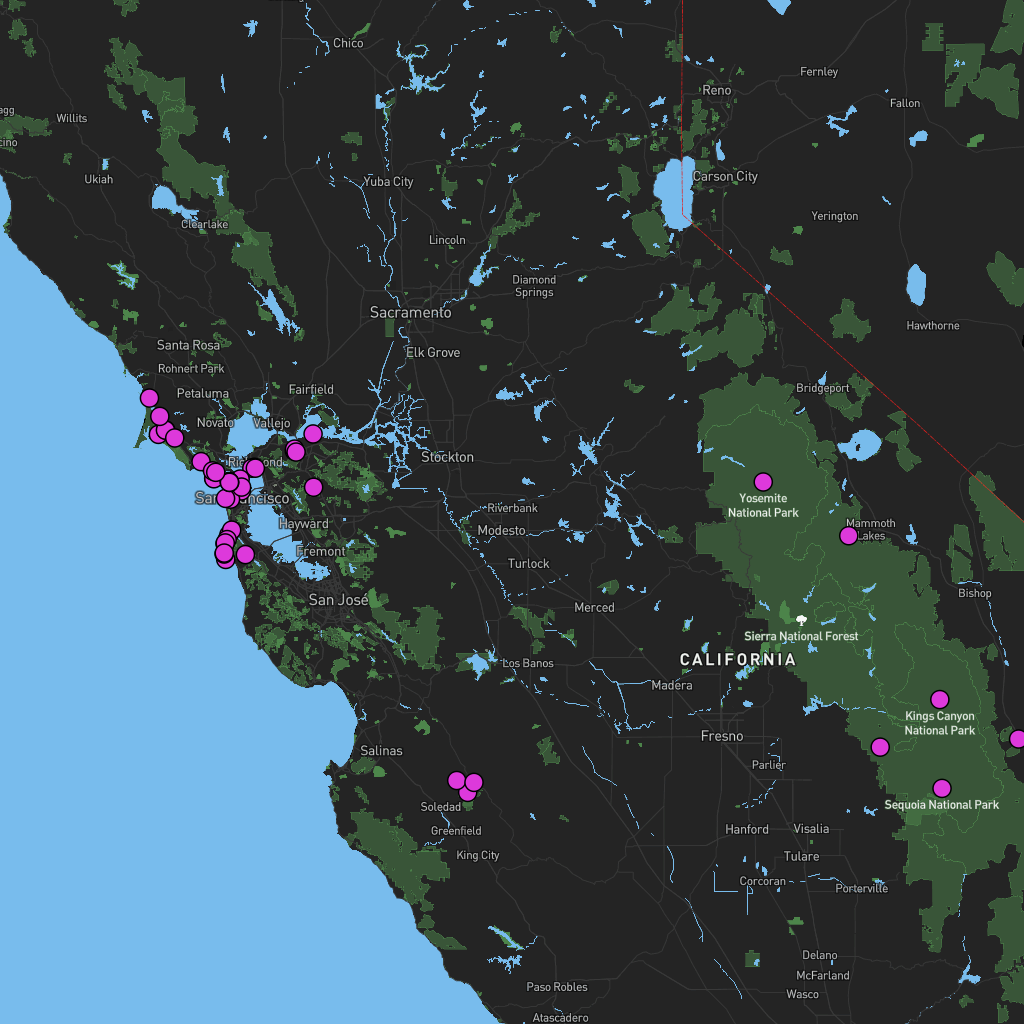 Chico
Fernley
Reno
Fallon
agg
Willits
cino
Ukiah
Carson City
Yuba City
Yerington
Clearlake
Lincoln
Diamond
Springs
Sacramento
Hawthorne
Santa Rosa
Elk Grove
Rohnert Park
Bridgeport
Fairfield
Petaluma
Novato
Vallejo
Stockton
Yosemite
National Park
Riverbank
Hayward
Modesto
Mammoth
Lakes
Fremont
Turlock
San José
Merced
Bishop
Sierra National Forest
CALIFORNIA
Los Banos
Madera
Kings Canyon
National Park
Fresno
Salinas
Parlier
Soledad
Sequoia National Park
Greenfield
Hanford
Visalia
King City
Tulare
Corcoran
Porterville
Delano
McFarland
Paso Robles
Wasco
Atascadero